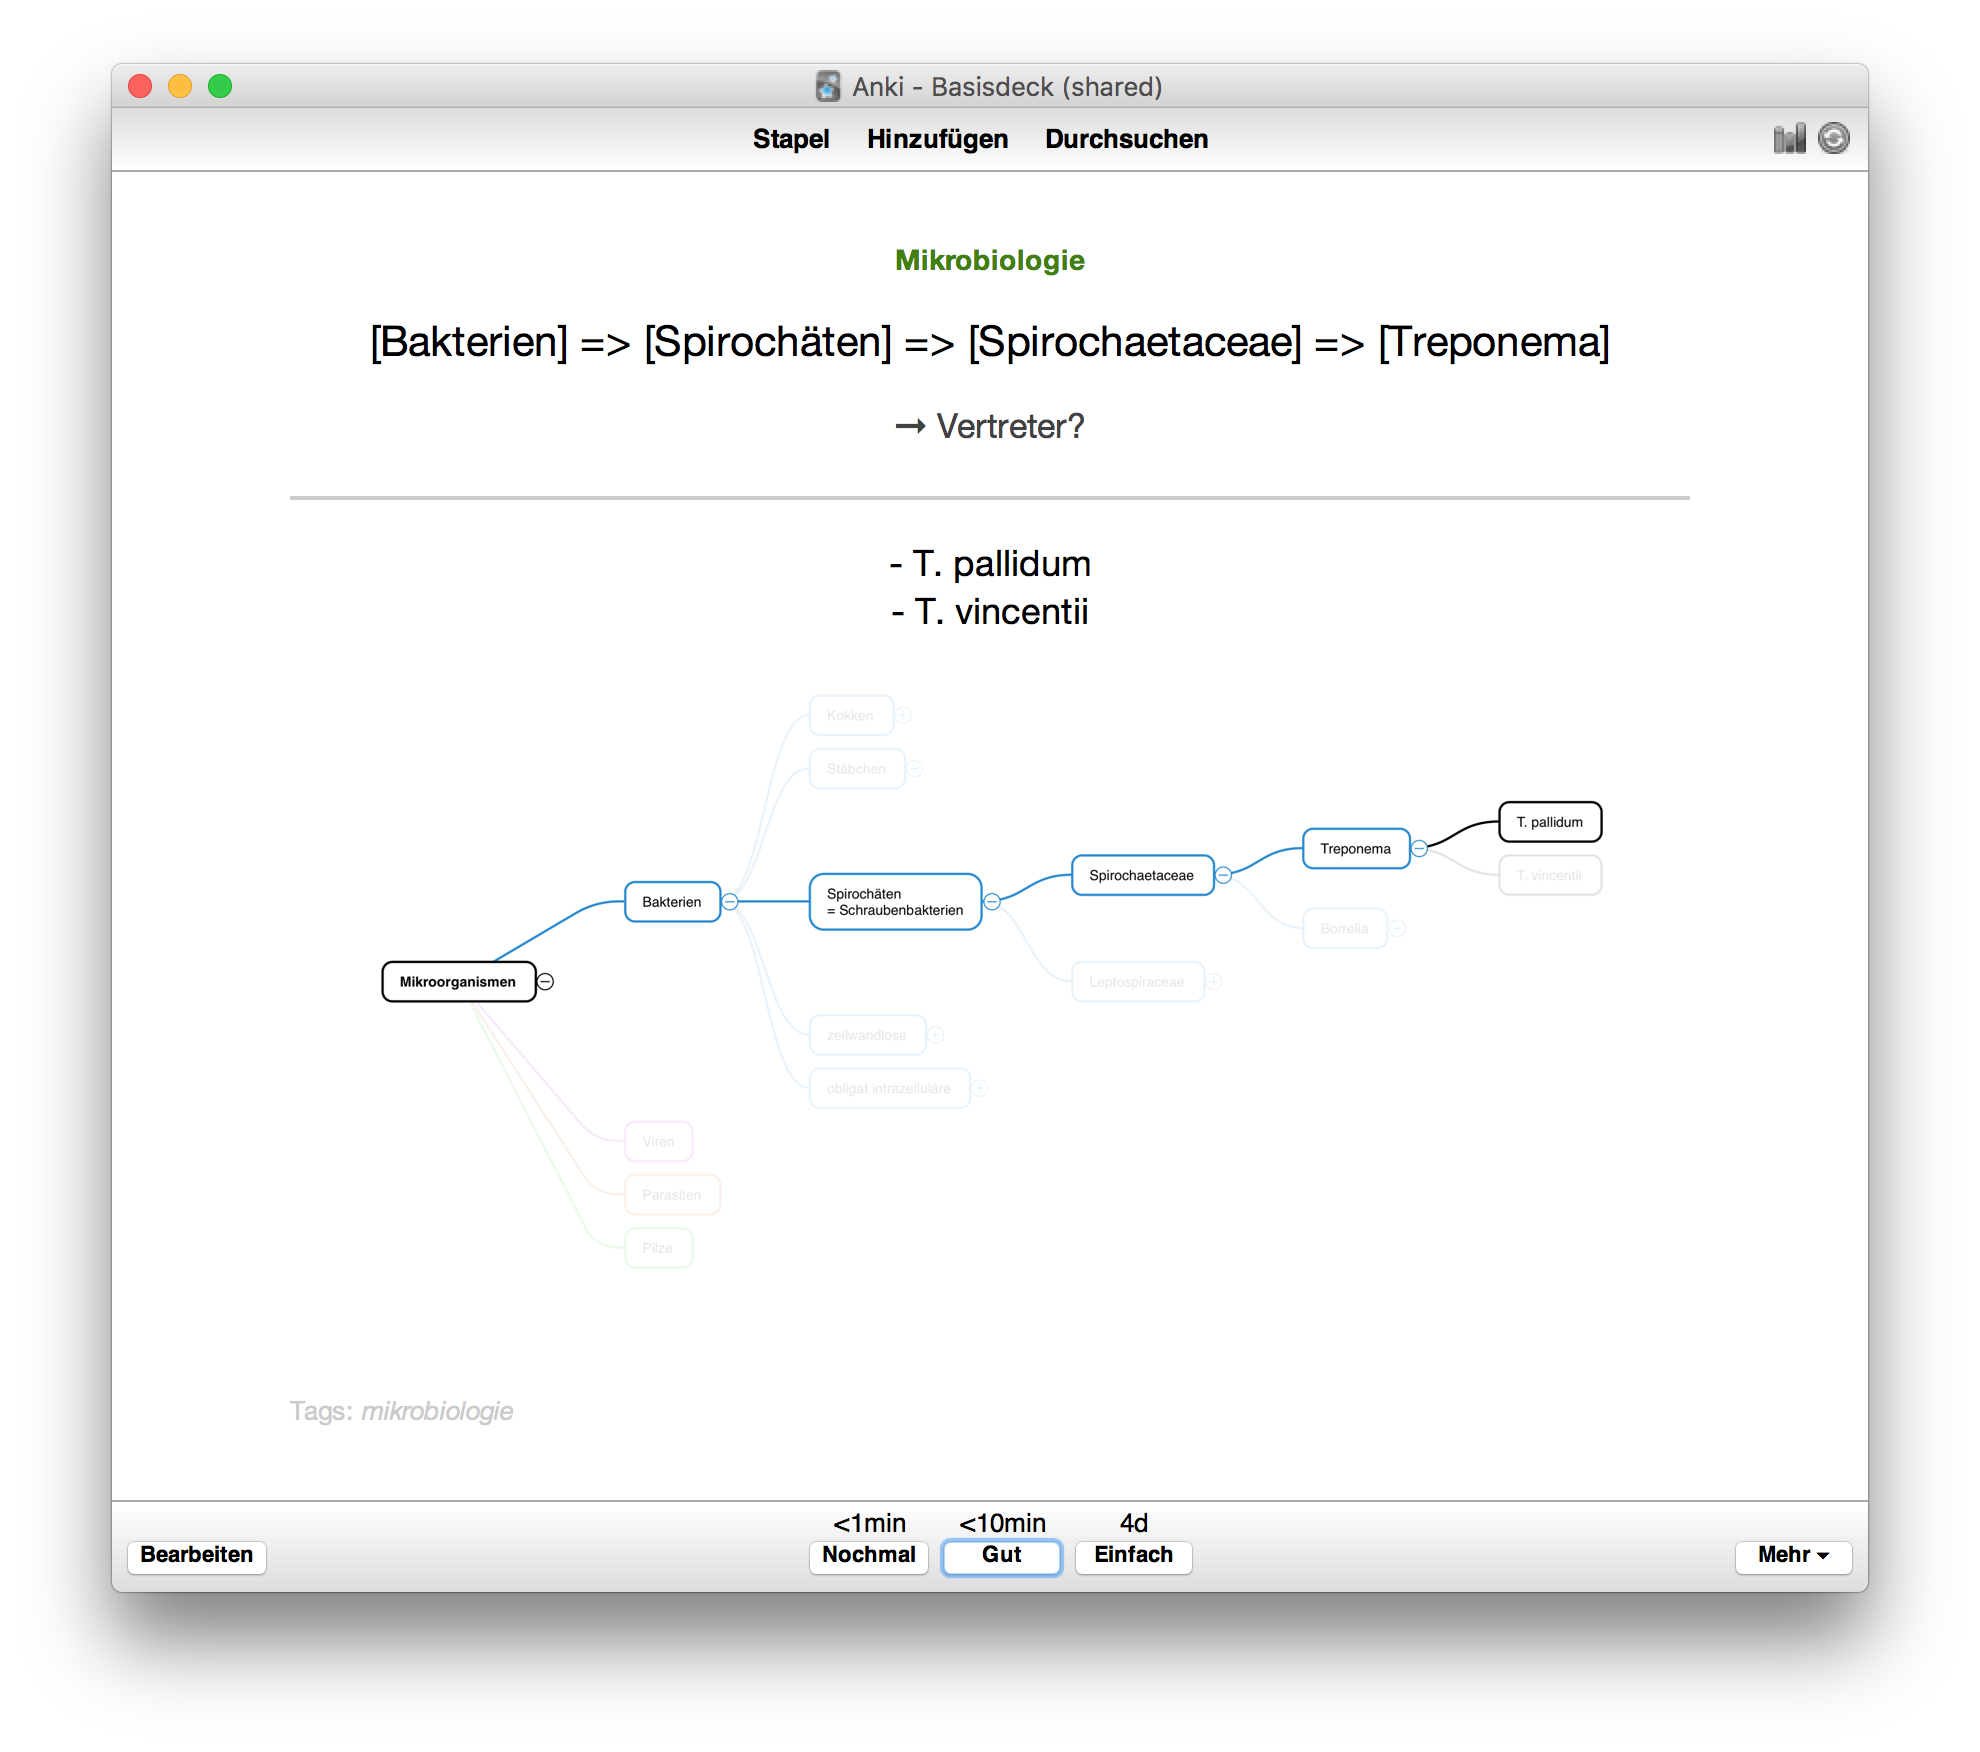 Anki - Basisdeck (shared)
Stapel Hinzufügen Durchsuchen
Mikrobiologie
[Bakterien] => [Spirochäten] => [Spirochaetaceae] => [Treponema]
→ Vertreter?
- T. pallidum
- T. vincentii
Kokken
Stäbchen
T. pallidum
Treponema
Spirochaetaceae
T. vincentii
Spirochäten
= Schraubenbakterien
Bakterien
Borrelia
Mikroorganismen
Leptospiraceae
zellwandlose
obligat intrazelluläre
Viren
Parasiten
Pilze
Tags: mikrobiologie
<1min <10min 4d
Bearbeiten Nochmal Gut Einfach Mehr